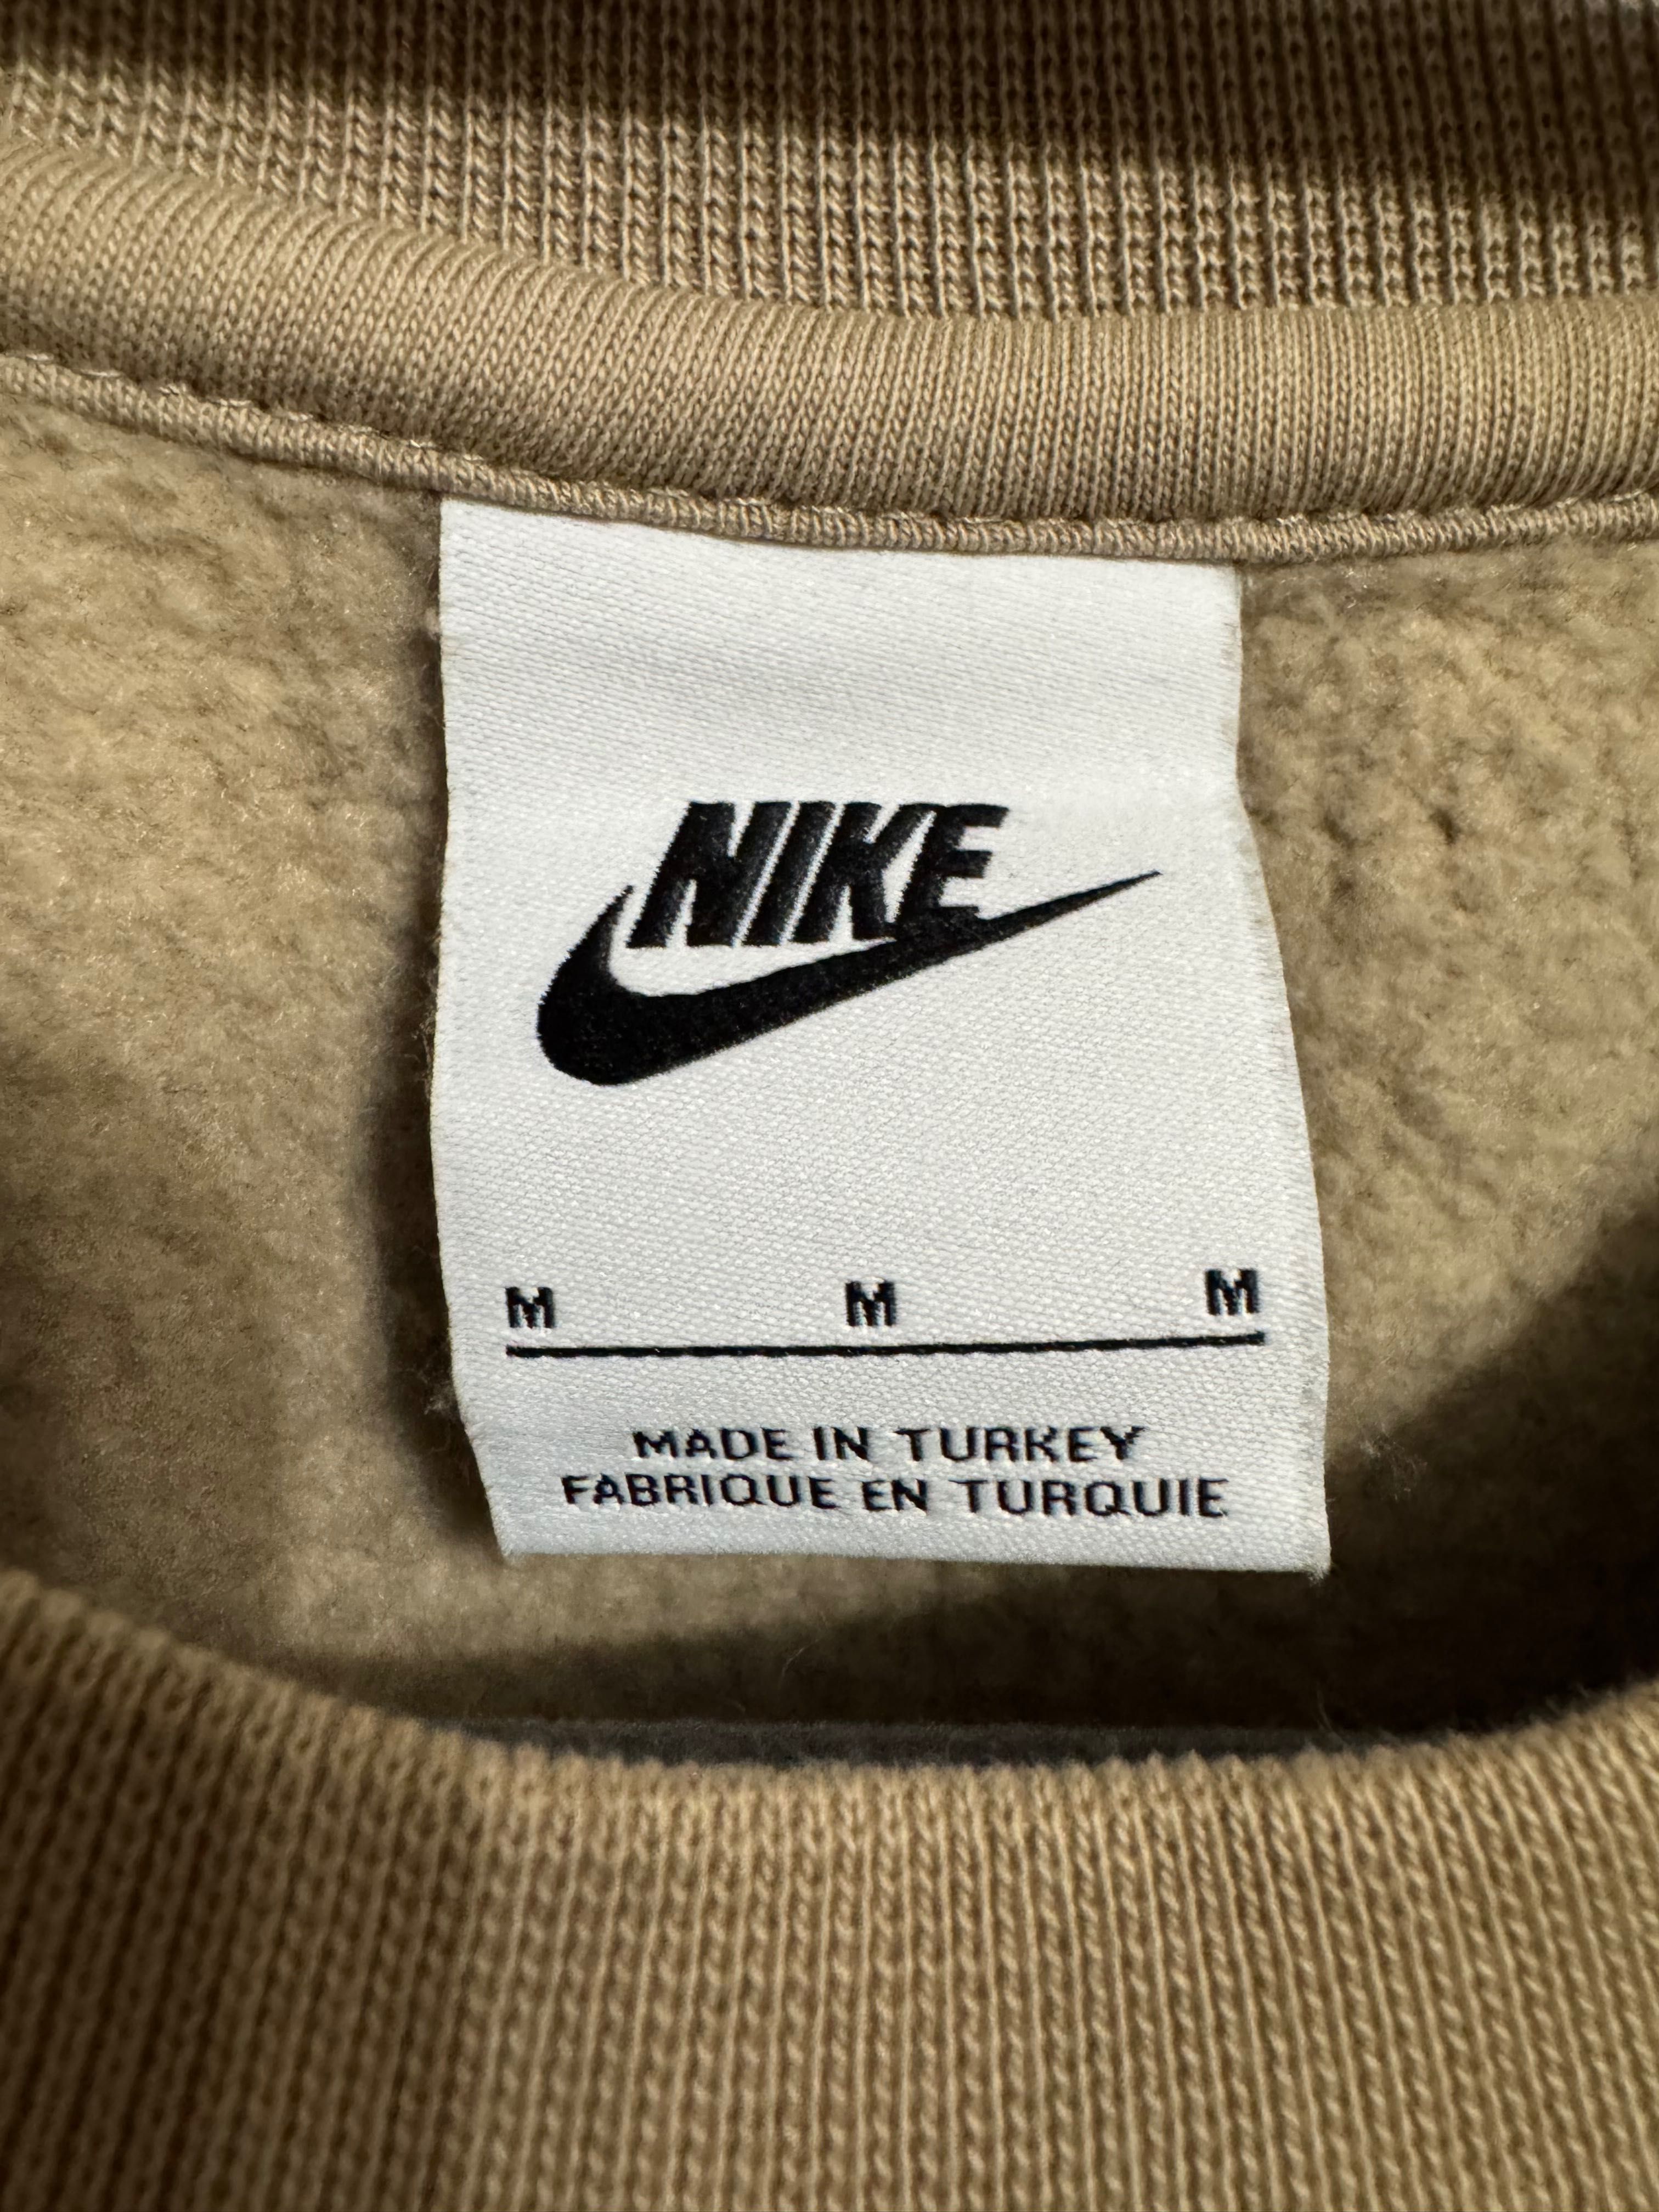 NIKE
M M M
MADE IN TURKEY
FABRIQUE EN TURQUIE